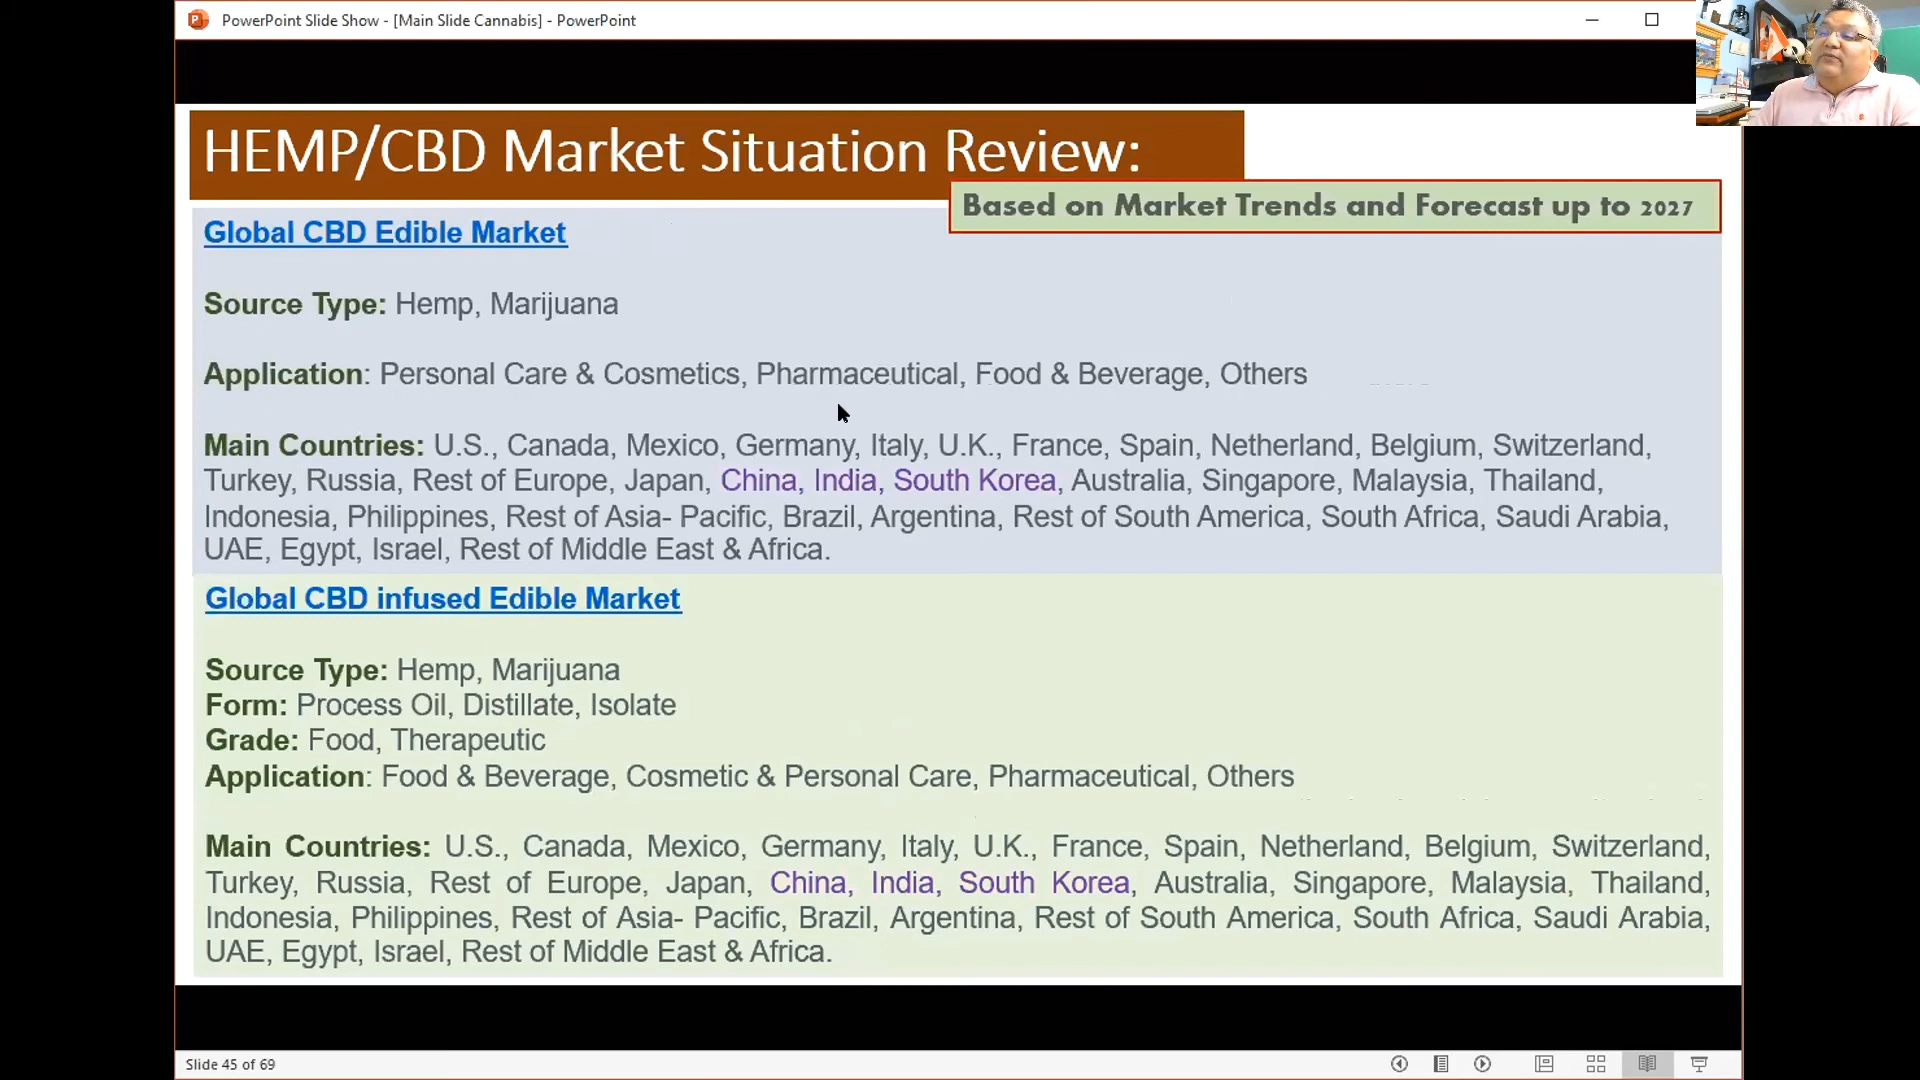 PowerPoint Slide Show - [Main Slide Cannabis] - PowerPoint
HEMP/CBD Market Situation Review:
Based on Market Trends and Forecast up to 2027
Global CBD Edible Market
Source Type: Hemp, Marijuana
Application: Personal Care & Cosmetics, Pharmaceutical, Food & Beverage, Others
Main Countries: U.S., Canada, Mexico, Germany, Italy, U.K., France, Spain, Netherland, Belgium, Switzerland,
Turkey, Russia, Rest of Europe, Japan, China, India, South Korea, Australia, Singapore, Malaysia, Thailand,
Indonesia, Philippines, Rest of Asia- Pacific, Brazil, Argentina, Rest of South America, South Africa, Saudi Arabia,
UAE, Egypt, Israel, Rest of Middle East & Africa.
Global CBD infused Edible Market
Source Type: Hemp, Marijuana
Form: Process Oil, Distillate, Isolate
Grade: Food, Therapeutic
Application: Food & Beverage, Cosmetic & Personal Care, Pharmaceutical, Others
Main Countries: U.S., Canada, Mexico, Germany, Italy, U.K., France, Spain, Netherland, Belgium, Switzerland,
Turkey, Russia, Rest of Europe, Japan, China, India, South Korea, Australia, Singapore, Malaysia, Thailand,
Indonesia, Philippines, Rest of Asia- Pacific, Brazil, Argentina, Rest of South America, South Africa, Saudi Arabia,
UAE, Egypt, Israel, Rest of Middle East & Africa.
Slide 45 of 69